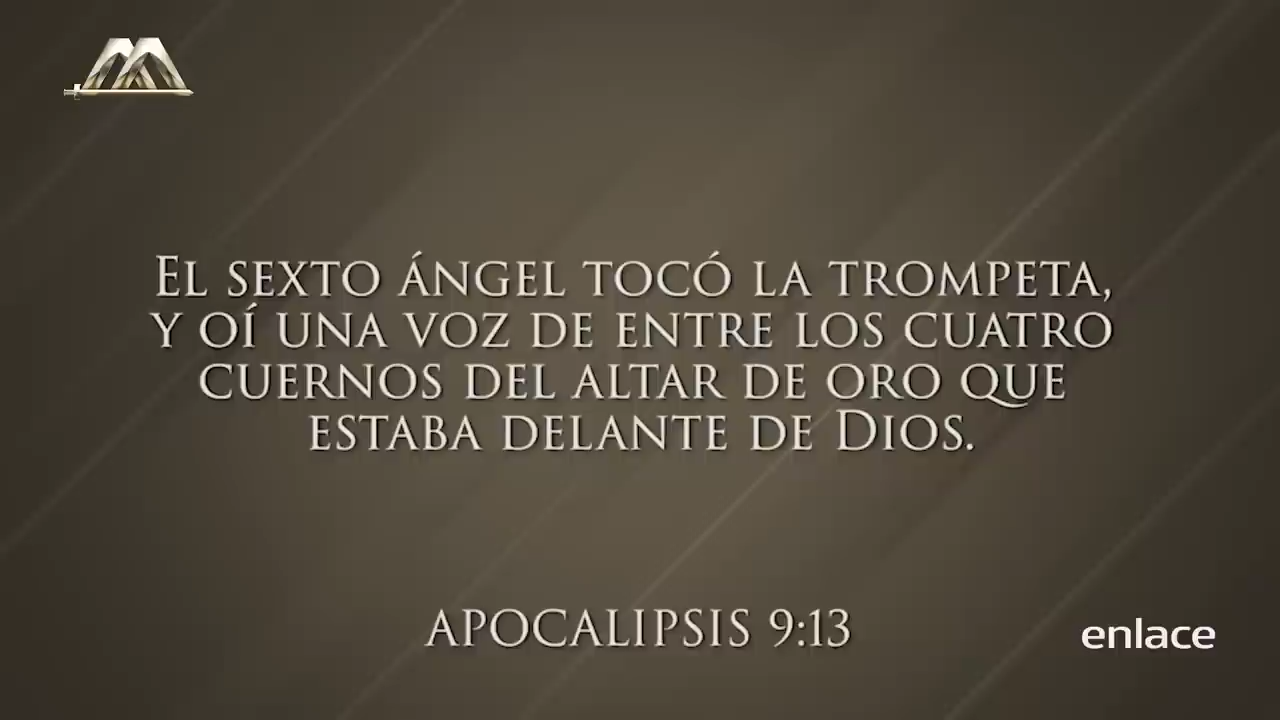 El sexto ángel tocó la trompeta,
y oí una voz de entre los cuatro
cuernos del altar de oro que
estaba delante de Dios.
APOCALIPSIS 9:13
enlace